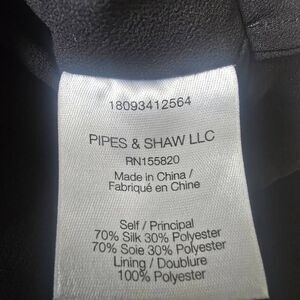 18093412564
PIPES & SHAW LLC
RN155820
Made in China /
Fabriqué en Chine
Self / Principal
70% Silk 30% Polyester
70% Soie 30% Polyester
Lining / Doublure
100% Polyester